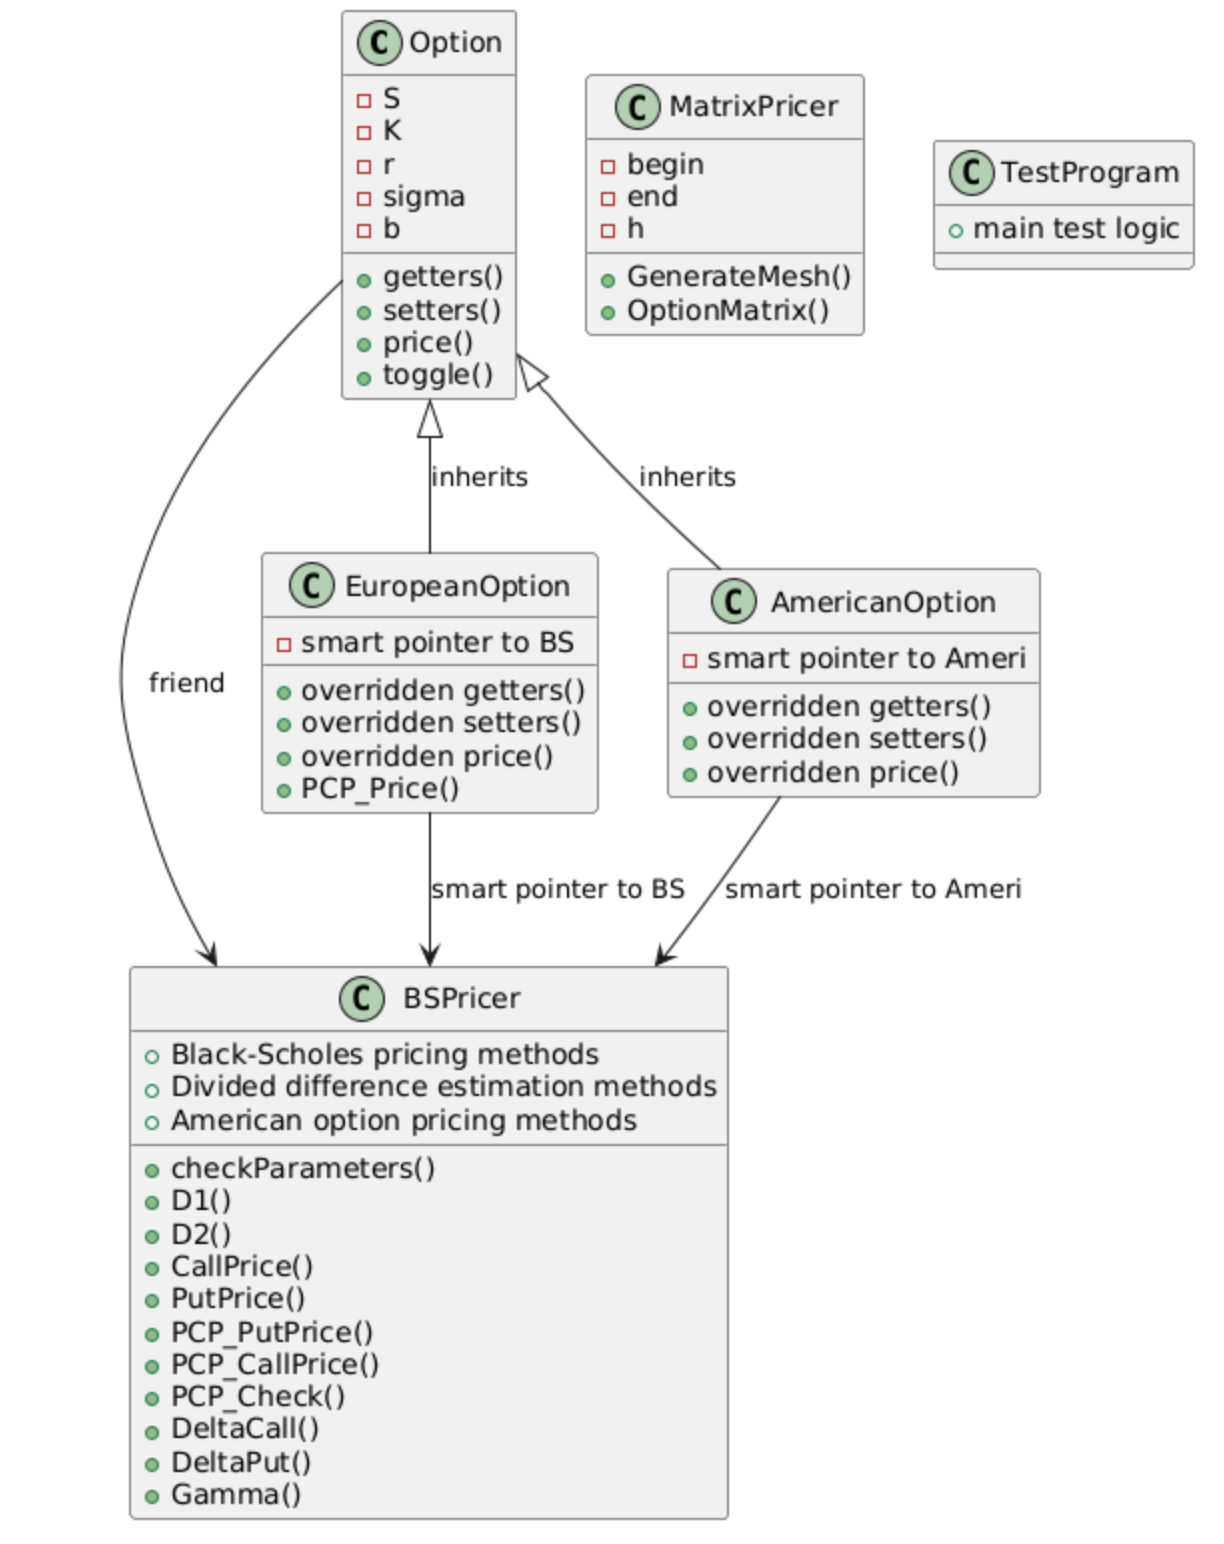 C Option
S
K
r
sigma
b
getters()
setters()
price()
toggle()
C MatrixPricer
begin
end
h
GenerateMesh()
OptionMatrix()
C TestProgram
main test logic
inherits
inherits
friend
C EuropeanOption
smart pointer to BS
overridden getters()
overridden setters()
overridden price()
PCP_Price()
C AmericanOption
smart pointer to Ameri
overridden getters()
overridden setters()
overridden price()
smart pointer to BS
smart pointer to Ameri
C BSPricer
Black-Scholes pricing methods
Divided difference estimation methods
American option pricing methods
checkParameters()
D1()
D2()
CallPrice()
PutPrice()
PCP_PutPrice()
PCP_CallPrice()
PCP_Check()
DeltaCall()
DeltaPut()
Gamma()